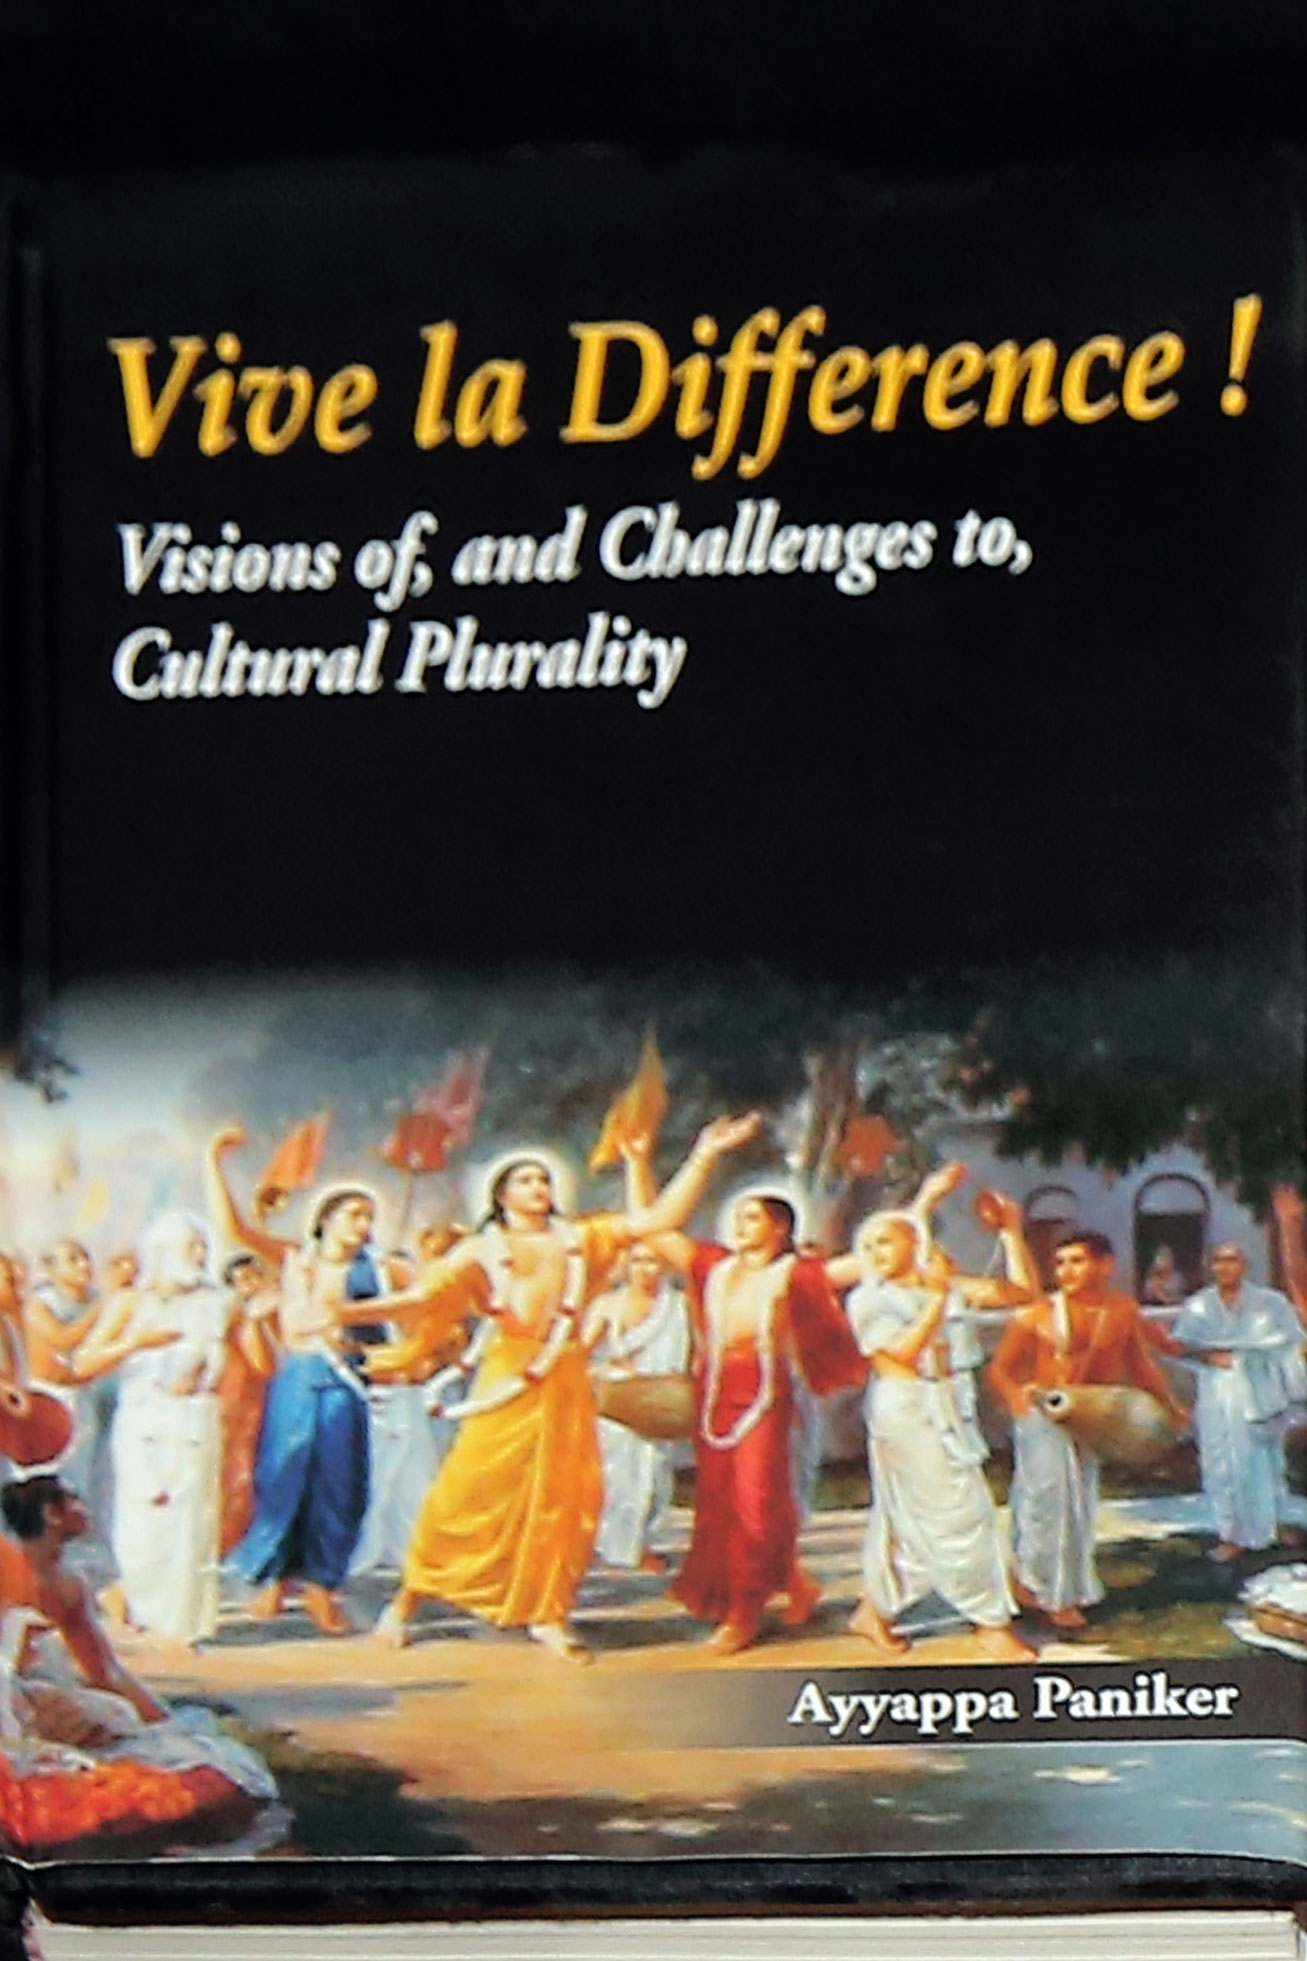 Vive la Difference !
Visions of, and Challenges to,
Cultural Plurality
Ayyappa Paniker